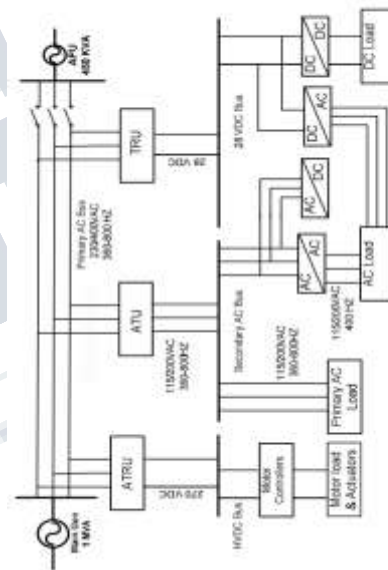 APU
450 KVA
Primary AC Bus
230/400VAC
360-800 HZ
Main Gen
1 MVA
TRU
28 VDC
28 VDC Bus
ATU
115/200VAC
360-800HZ
Secondary AC Bus
ATRU
270 VDC
HVDC Bus
DC
DC
DC Load
DC
AC
AC
DC
AC
AC
115/200VAC
400 HZ
AC Load
115/200VAC
360-800HZ
Primary AC
Load
Motor
Controllers
Motor load
& Actuators